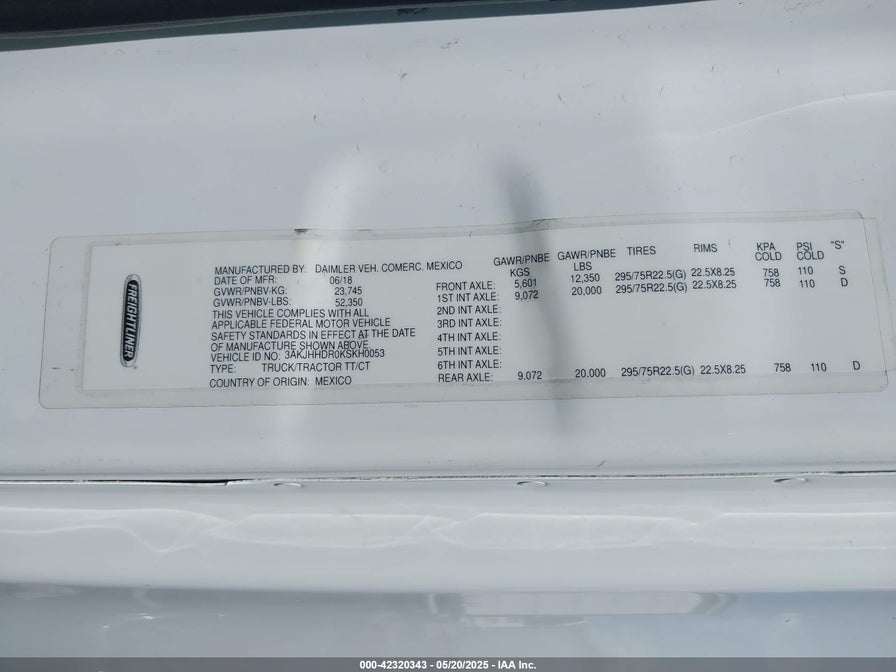 FREIGHTLINER
MANUFACTURED BY: DAIMLER VEH. COMERC. MEXICO
DATE OF MFR: 06/18
GVWR/PNBV-KG: 23,745
GVWR/PNBV-LBS: 52,350
THIS VEHICLE COMPLIES WITH ALL
APPLICABLE FEDERAL MOTOR VEHICLE
SAFETY STANDARDS IN EFFECT AT THE DATE
OF MANUFACTURE SHOWN ABOVE.
VEHICLE ID NO: 3AKJHHDR0KSKH0053
TYPE: TRUCK/TRACTOR TT/CT
COUNTRY OF ORIGIN: MEXICO
GAWR/PNBE KGS GAWR/PNBE LBS TIRES RIMS KPA COLD PSI COLD "S"
FRONT AXLE: 5,601 12,350 295/75R22.5(G) 22.5X8.25 758 110 S
1ST INT AXLE: 9,072 20,000 295/75R22.5(G) 22.5X8.25 758 110 D
2ND INT AXLE:
3RD INT AXLE:
4TH INT AXLE:
5TH INT AXLE:
6TH INT AXLE:
REAR AXLE: 9,072 20,000 295/75R22.5(G) 22.5X8.25 758 110 D
000-42320343 — 05/20/2025 — IAA Inc.